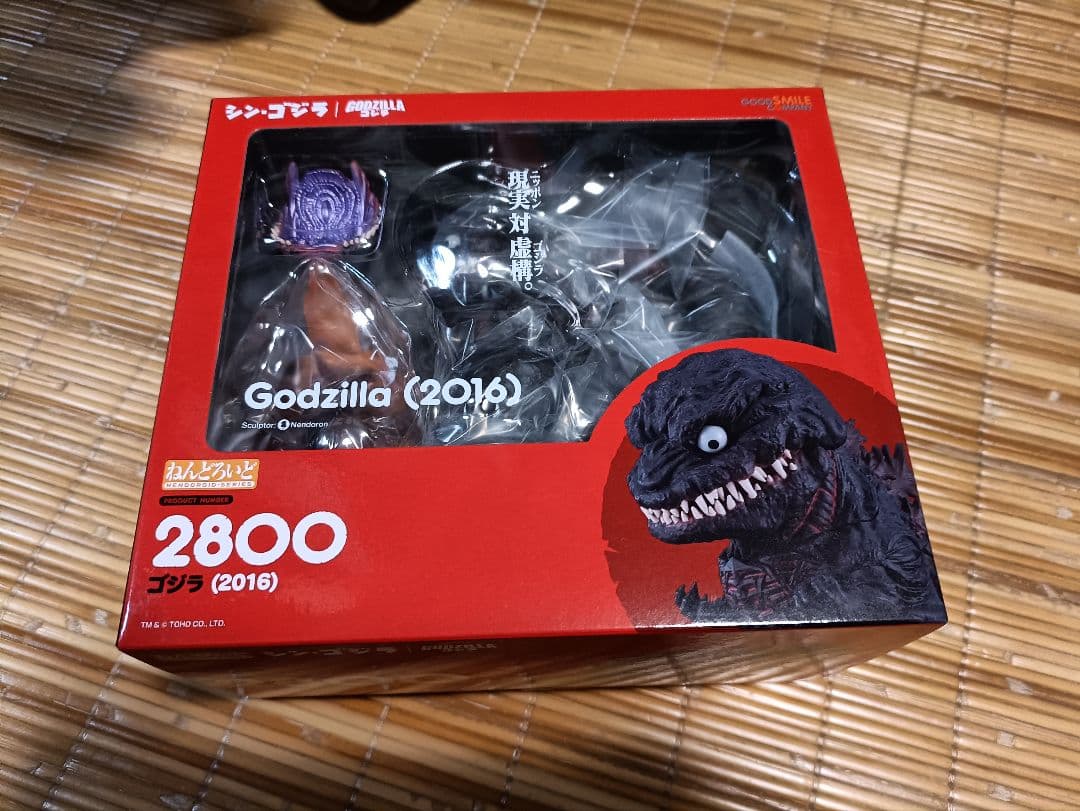 シン・ゴジラ | GODZILLA
GOOD SMILE
COMPANY
現実対虚構。
ニッポン ゴジラ
Godzilla (2016)
Sculptor: Nendoron
ねんどろいど
NENDOROID SERIES
PRODUCT NUMBER
2800
ゴジラ (2016)
TM & © TOHO CO., LTD.
シン・ゴジラ